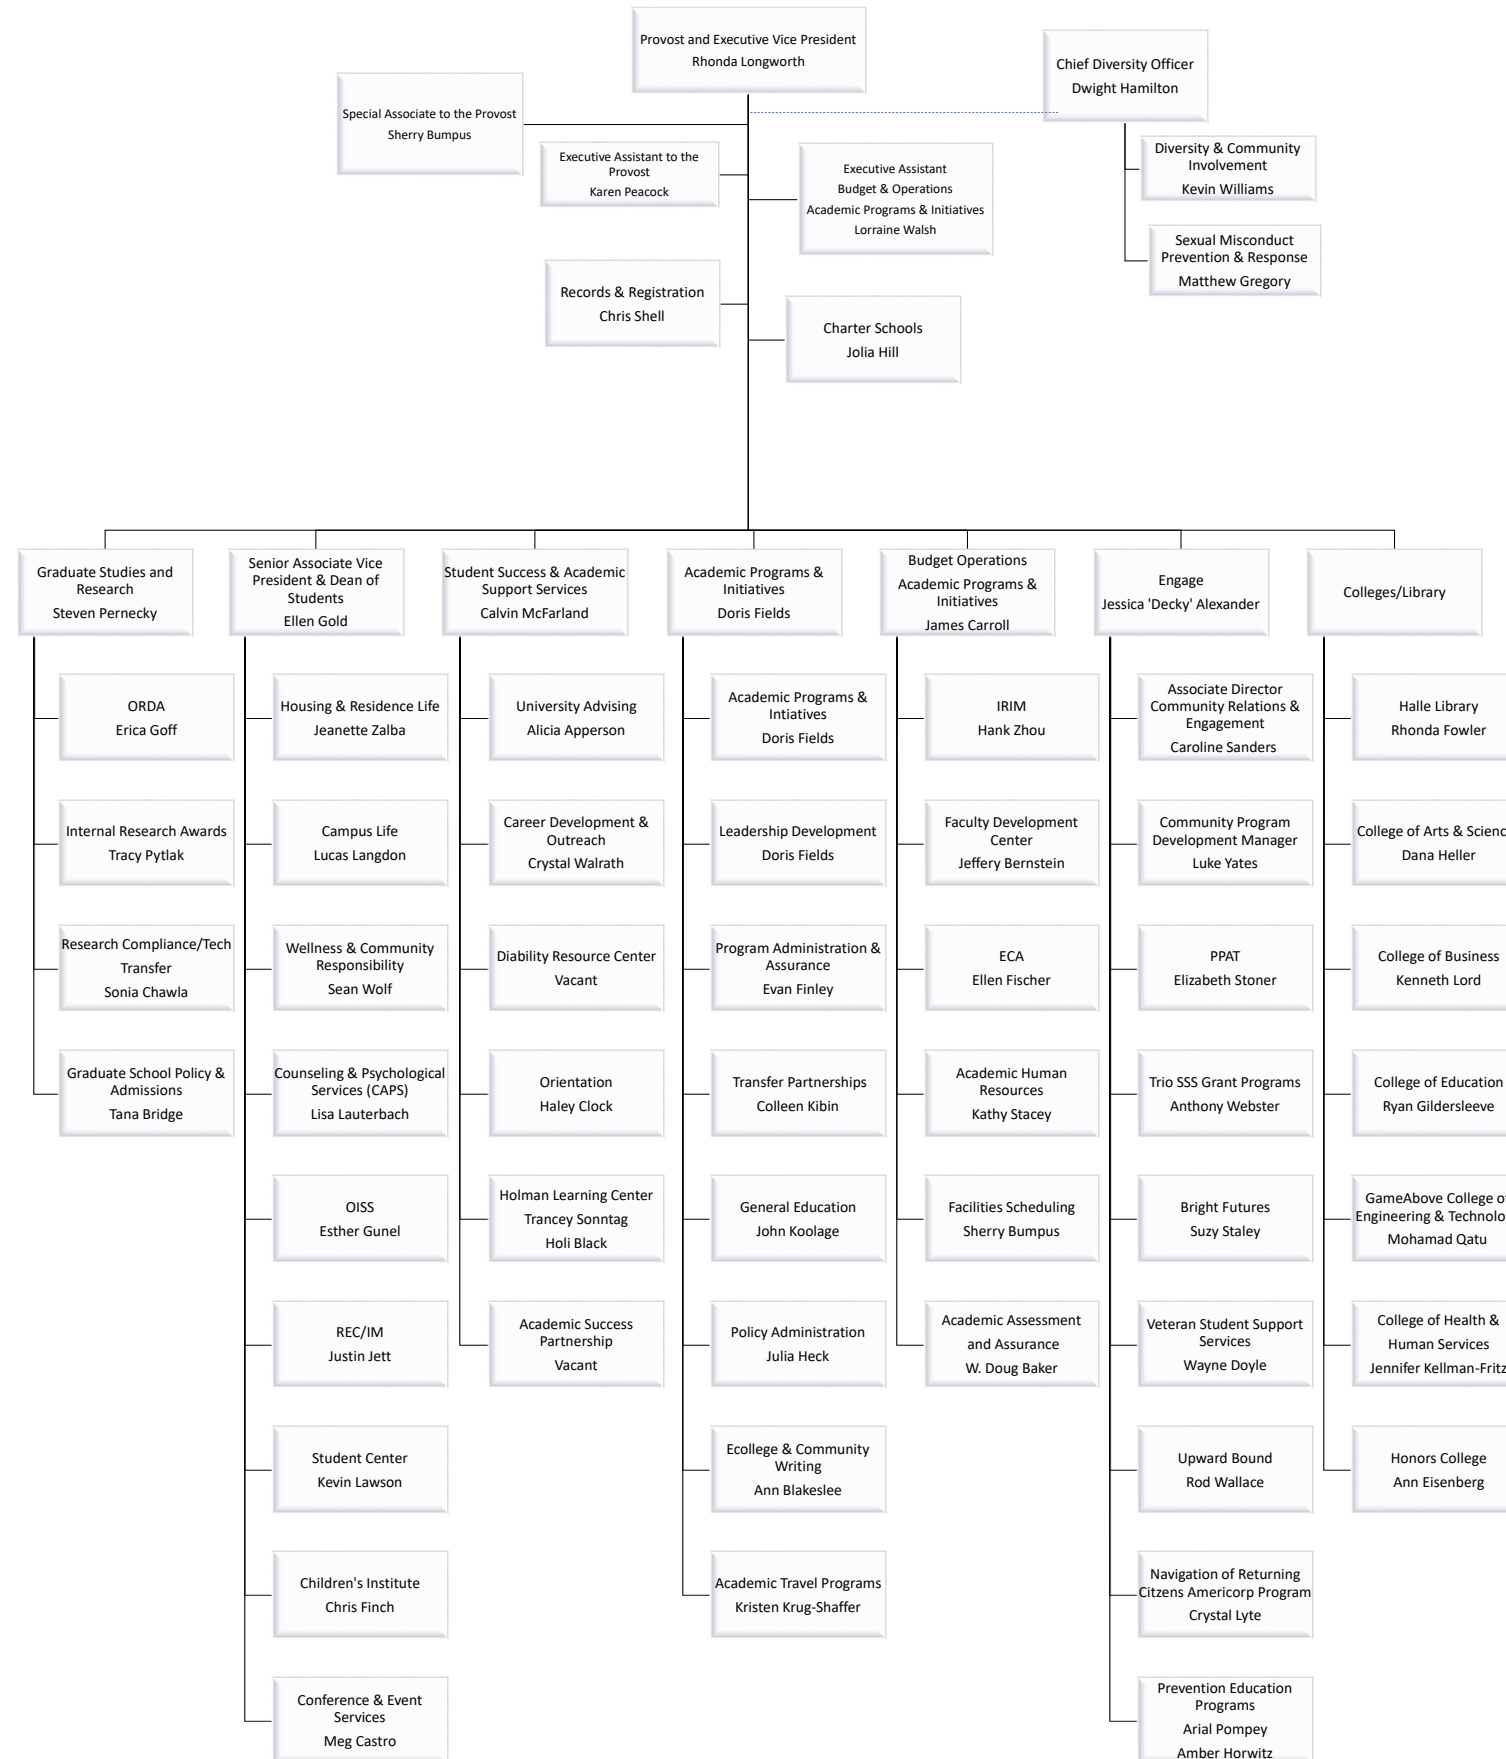 Provost and Executive Vice President
Rhonda Longworth
Chief Diversity Officer
Dwight Hamilton
Special Associate to the Provost
Sherry Bumpus
Executive Assistant to the
Provost
Karen Peacock
Executive Assistant
Budget & Operations
Academic Programs & Initiatives
Lorraine Walsh
Diversity & Community
Involvement
Kevin Williams
Sexual Misconduct
Prevention & Response
Matthew Gregory
Records & Registration
Chris Shell
Charter Schools
Jolia Hill
Graduate Studies and
Research
Steven Pernecky
Senior Associate Vice
President & Dean of
Students
Ellen Gold
Student Success & Academic
Support Services
Calvin McFarland
Academic Programs &
Initiatives
Doris Fields
Budget Operations
Academic Programs &
Initiatives
James Carroll
Engage
Jessica 'Decky' Alexander
Colleges/Library
ORDA
Erica Goff
Internal Research Awards
Tracy Pytlak
Research Compliance/Tech
Transfer
Sonia Chawla
Graduate School Policy &
Admissions
Tana Bridge
Housing & Residence Life
Jeanette Zalba
Campus Life
Lucas Langdon
Wellness & Community
Responsibility
Sean Wolf
Counseling & Psychological
Services (CAPS)
Lisa Lauterbach
OISS
Esther Gunel
REC/IM
Justin Jett
Student Center
Kevin Lawson
Children's Institute
Chris Finch
Conference & Event
Services
Meg Castro
University Advising
Alicia Apperson
Career Development &
Outreach
Crystal Walrath
Diability Resource Center
Vacant
Orientation
Haley Clock
Holman Learning Center
Trancey Sonntag
Holi Black
Academic Success
Partnership
Vacant
Academic Programs &
Intiatives
Doris Fields
Leadership Development
Doris Fields
Program Administration &
Assurance
Evan Finley
Transfer Partnerships
Colleen Kibin
General Education
John Koolage
Policy Administration
Julia Heck
Ecollege & Community
Writing
Ann Blakeslee
Academic Travel Programs
Kristen Krug-Shaffer
IRIM
Hank Zhou
Faculty Development
Center
Jeffery Bernstein
ECA
Ellen Fischer
Academic Human
Resources
Kathy Stacey
Facilities Scheduling
Sherry Bumpus
Academic Assessment
and Assurance
W. Doug Baker
Associate Director
Community Relations &
Engagement
Caroline Sanders
Community Program
Development Manager
Luke Yates
PPAT
Elizabeth Stoner
Trio SSS Grant Programs
Anthony Webster
Bright Futures
Suzy Staley
Veteran Student Support
Services
Wayne Doyle
Upward Bound
Rod Wallace
Navigation of Returning
Citzens Americorp Program
Crystal Lyte
Prevention Education
Programs
Arial Pompey
Amber Horwitz
Halle Library
Rhonda Fowler
College of Arts &
Dana Heller
College of Business
Kenneth Lord
College of Education
Ryan Gildersleeve
GameAbove College
Engineering &
Mohamad Qatu
College of Health &
Human Services
Jennifer Kellman-Fritz
Honors College
Ann Eisenberg